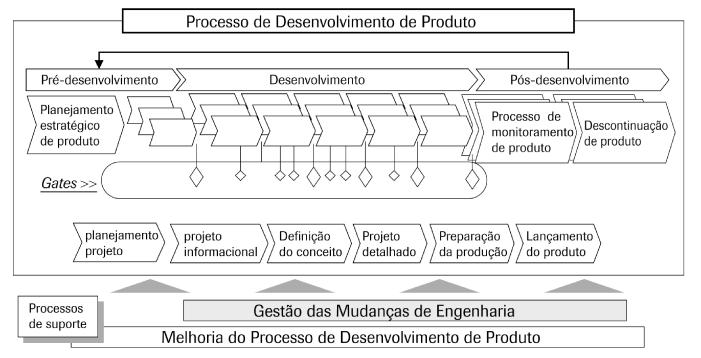 Processo de Desenvolvimento de Produto
Pré-desenvolvimento
Desenvolvimento
Pós-desenvolvimento
Planejamento
estratégico
de produto
Processo de
monitoramento
de produto
Descontinuação
de produto
Gates >>
planejamento
projeto
projeto
informacional
Definição
do conceito
Projeto
detalhado
Preparação
da produção
Lançamento
do produto
Processos
de suporte
Gestão das Mudanças de Engenharia
Melhoria do Processo de Desenvolvimento de Produto